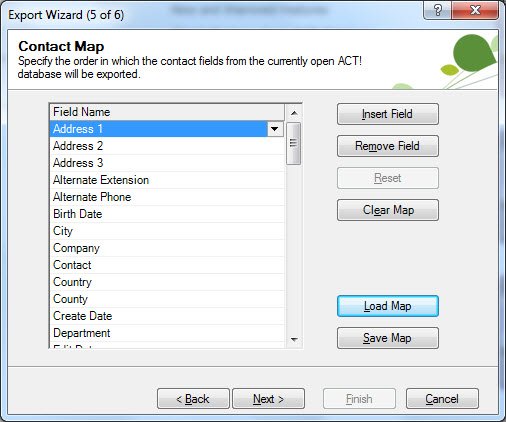 Export Wizard (5 of 6)
Contact Map
Specify the order in which the contact fields from the currently open ACT!
database will be exported.
Field Name
Address 1
Address 2
Address 3
Alternate Extension
Alternate Phone
Birth Date
City
Company
Contact
Country
County
Create Date
Department
Insert Field
Remove Field
Reset
Clear Map
Load Map
Save Map
< Back
Next >
Finish
Cancel